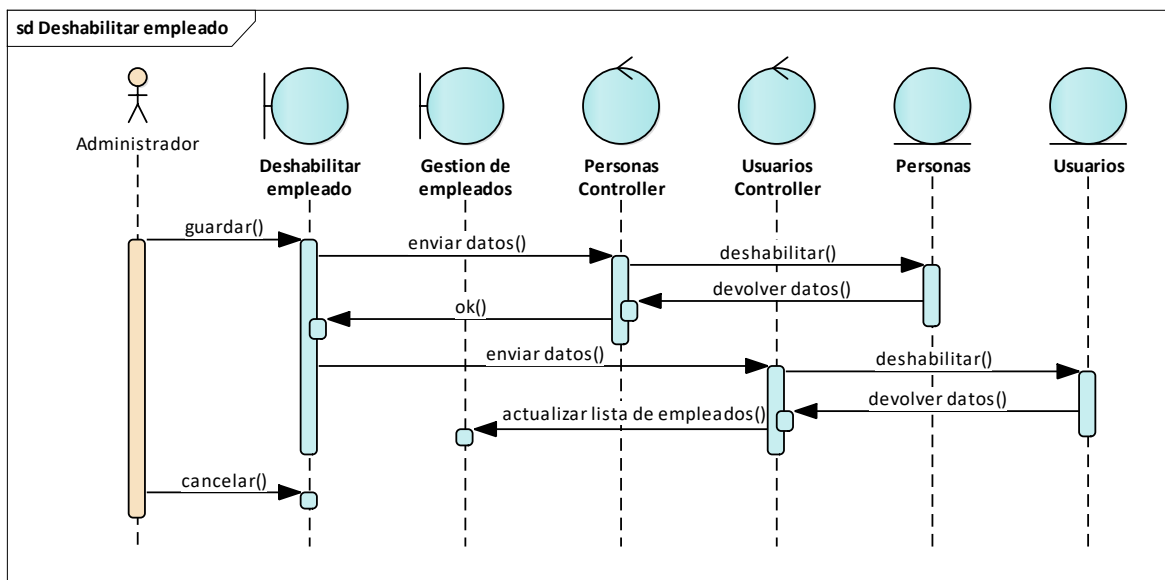 sd Deshabilitar empleado
Administrador
Deshabilitar
empleado
Gestion de
empleados
Personas
Controller
Usuarios
Controller
Personas
Usuarios
guardar()
enviar datos()
deshabilitar()
devolver datos()
ok()
enviar datos()
deshabilitar()
devolver datos()
actualizar lista de empleados()
cancelar()